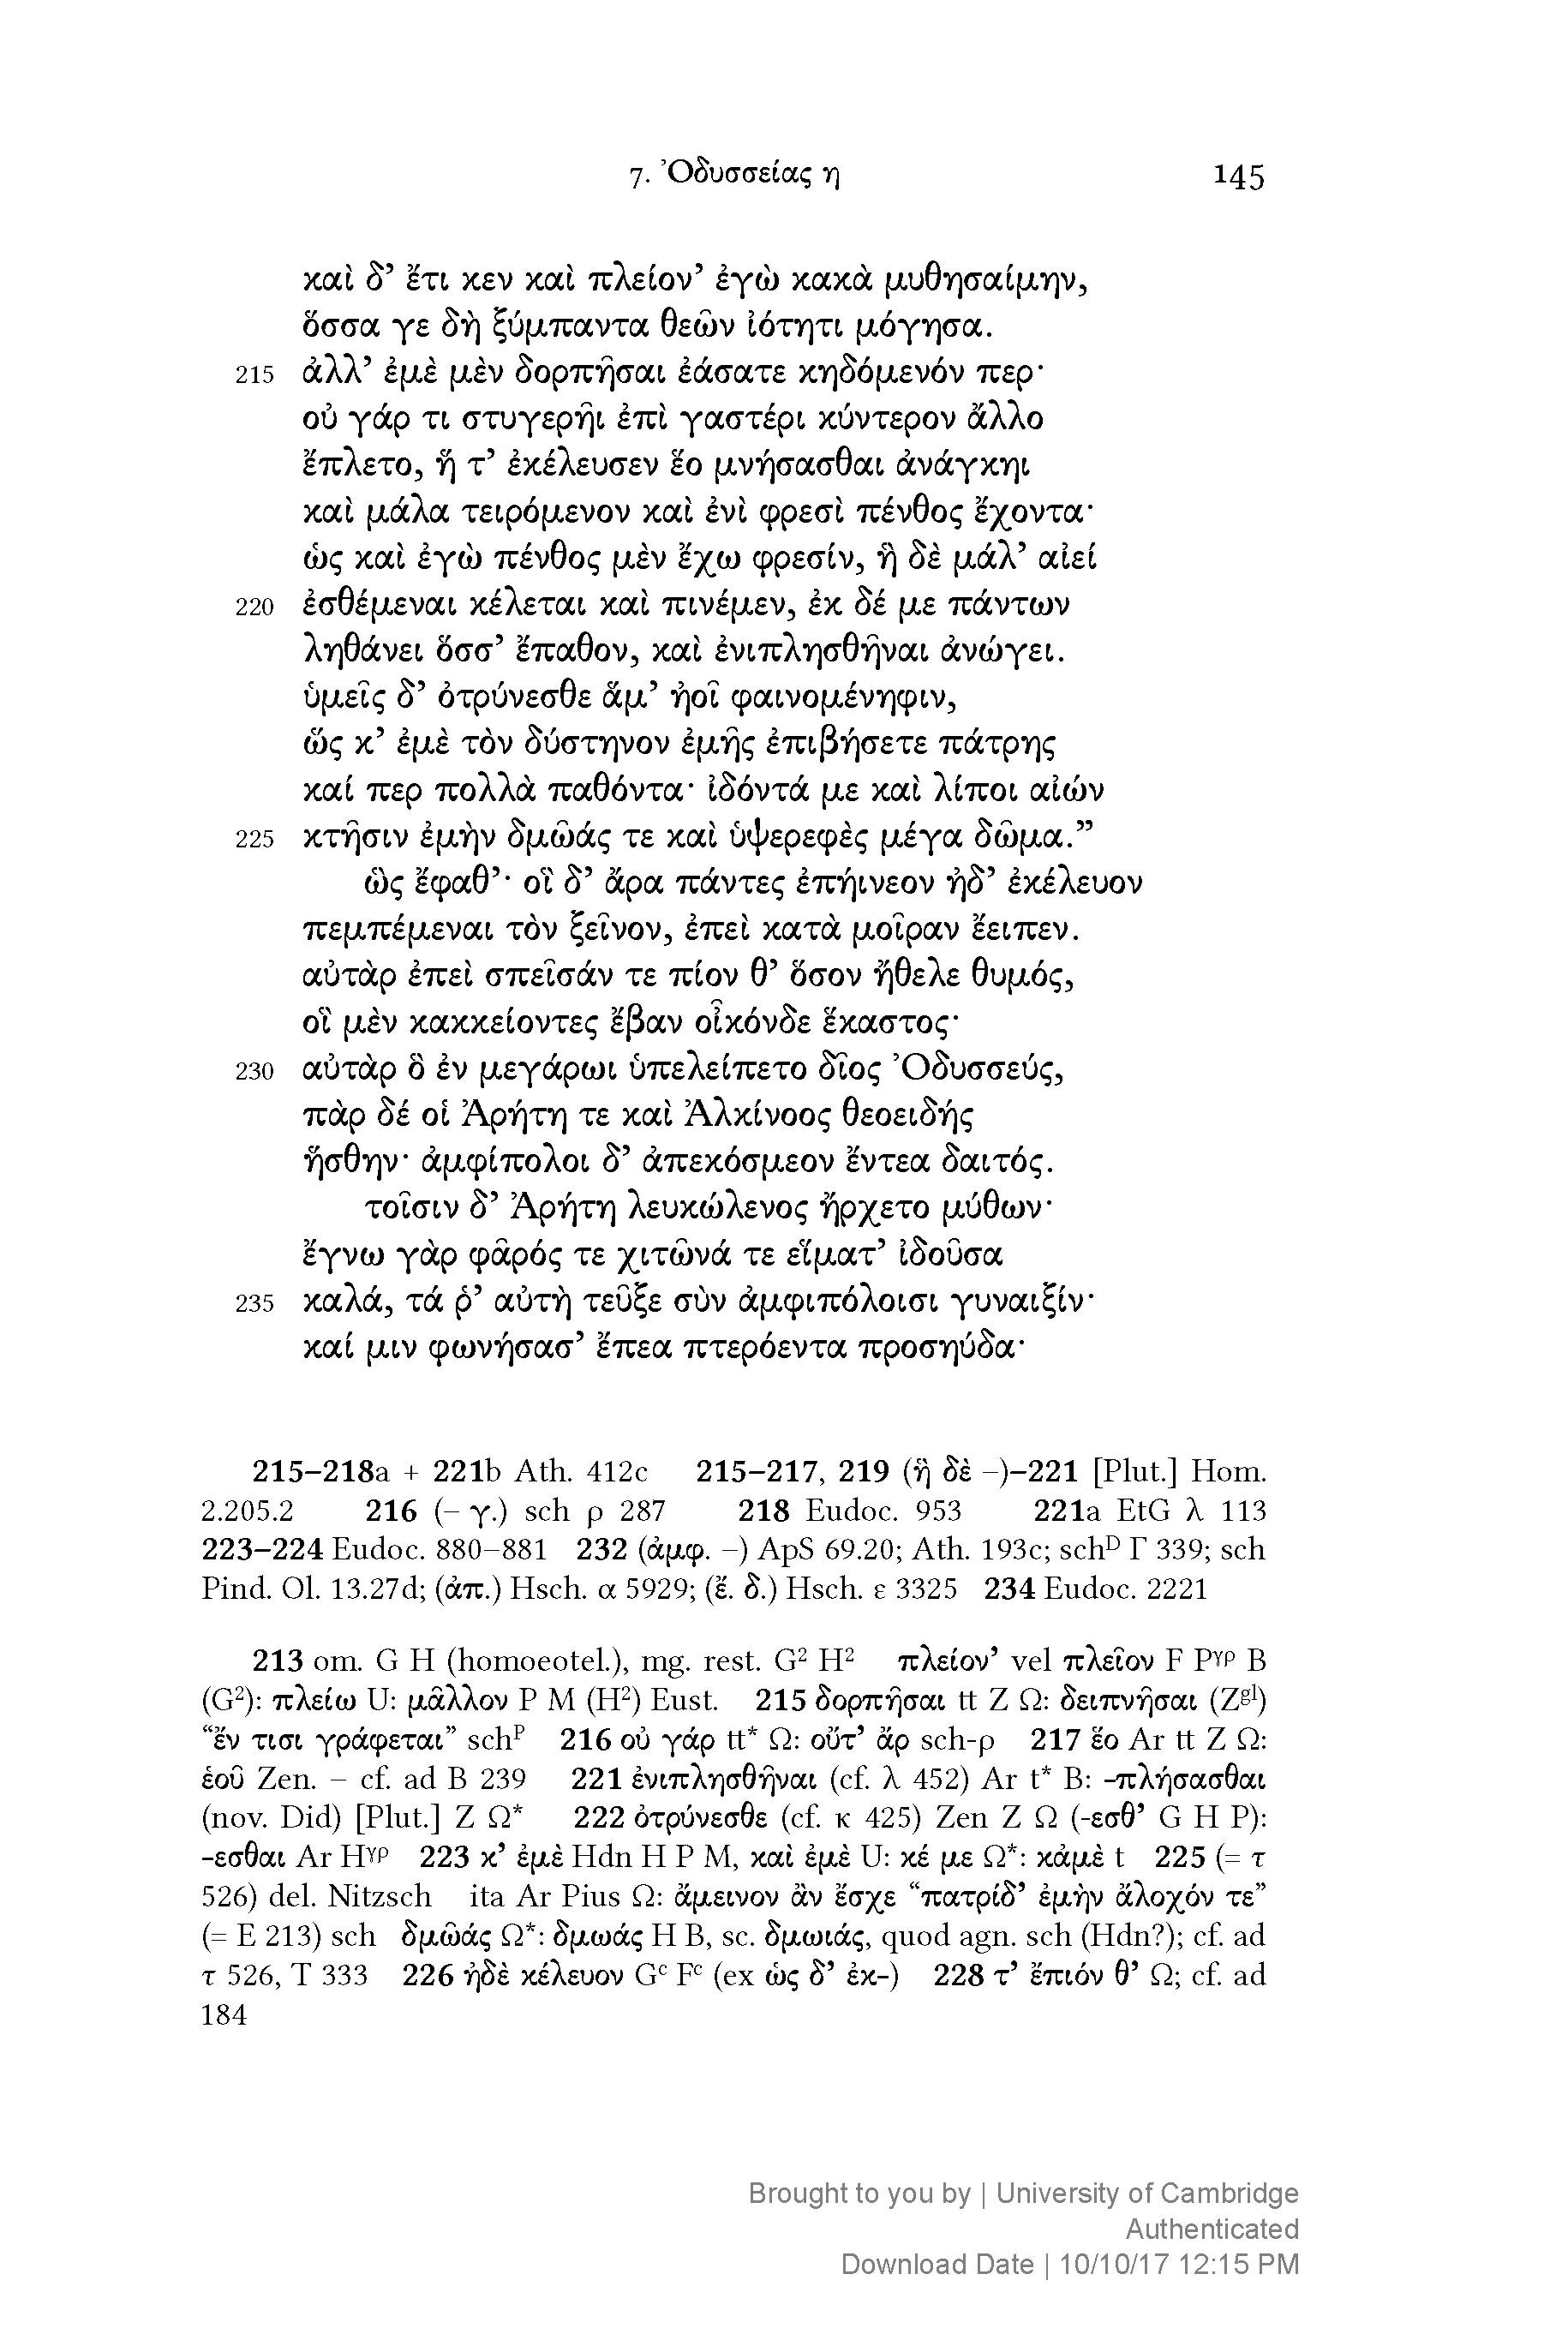 7. Ὀδυσσείας η 145
καὶ δ’ ἔτι κεν καὶ πλείον’ ἐγὼ κακὰ μυθησαίμην,
ὅσσα γε δὴ ξύμπαντα θεῶν ἰότητι μόγησα.
215 ἀλλ’ ἐμὲ μὲν δορπῆσαι ἐάσατε κηδόμενόν περ·
οὐ γάρ τι στυγερῆι ἐπὶ γαστέρι κύντερον ἄλλο
ἔπλετο, ἥ τ’ ἐκέλευσεν ἕο μνήσασθαι ἀνάγκηι
καὶ μάλα τειρόμενον καὶ ἐνὶ φρεσὶ πένθος ἔχοντα·
ὡς καὶ ἐγὼ πένθος μὲν ἔχω φρεσίν, ἣ δὲ μάλ’ αἰεί
220 ἐσθέμεναι κέλεται καὶ πινέμεν, ἐκ δέ με πάντων
ληθάνει ὅσσ’ ἔπαθον, καὶ ἐνιπλησθῆναι ἀνώγει.
ὑμεῖς δ’ ὀτρύνεσθε ἅμ’ ἠοῖ φαινομένηφιν,
ὥς κ’ ἐμὲ τὸν δύστηνον ἐμῆς ἐπιβήσετε πάτρης
καί περ πολλὰ παθόντα· ἰδόντά με καὶ λίποι αἰών
225 κτῆσιν ἐμὴν δμῶάς τε καὶ ὑψερεφὲς μέγα δῶμα.”
ὣς ἔφαθ’· οἳ δ’ ἄρα πάντες ἐπήινεον ἠδ’ ἐκέλευον
πεμπέμεναι τὸν ξεῖνον, ἐπεὶ κατὰ μοῖραν ἔειπεν.
αὐτὰρ ἐπεὶ σπεῖσάν τε πίον θ’ ὅσον ἤθελε θυμός,
οἳ μὲν κακκείοντες ἔβαν οἶκόνδε ἕκαστος·
230 αὐτὰρ ὃ ἐν μεγάρωι ὑπελείπετο δῖος Ὀδυσσεύς,
πὰρ δέ οἱ Ἀρήτη τε καὶ Ἀλκίνοος θεοειδής
ἥσθην· ἀμφίπολοι δ’ ἀπεκόσμεον ἔντεα δαιτός.
τοῖσιν δ’ Ἀρήτη λευκώλενος ἤρχετο μύθων·
ἔγνω γὰρ φᾶρός τε χιτῶνά τε εἵματ’ ἰδοῦσα
235 καλά, τά ῥ’ αὐτὴ τεῦξε σὺν ἀμφιπόλοισι γυναιξίν·
καί μιν φωνήσασ’ ἔπεα πτερόεντα προσηύδα·
215–218a + 221b Ath. 412c 215–217, 219 (ἣ δὲ –)–221 [Plut.] Hom.
2.205.2 216 (– γ.) sch ρ 287 218 Eudoc. 953 221a EtG λ 113
223–224 Eudoc. 880–881 232 (ἀμφ. –) ApS 69.20; Ath. 193c; schᴰ Γ 339; sch
Pind. Ol. 13.27d; (ἀπ.) Hsch. α 5929; (ἔ. δ.) Hsch. ε 3325 234 Eudoc. 2221
213 om. G H (homoeotel.), mg. rest. G² H² πλείον’ vel πλεῖον F Pᵞᵖ B
(G²): πλείω U: μᾶλλον P M (H²) Eust. 215 δορπῆσαι tt Z Ω: δειπνῆσαι (Zᵍˡ)
“ἔν τισι γράφεται” schᴾ 216 οὐ γάρ tt* Ω: οὔτ’ ἄρ sch-ρ 217 ἕο Ar tt Z Ω:
ἑοῦ Zen. – cf. ad Β 239 221 ἐνιπλησθῆναι (cf. λ 452) Ar t* B: -πλήσασθαι
(nov. Did) [Plut.] Z Ω* 222 ὀτρύνεσθε (cf. κ 425) Zen Z Ω (-εσθ’ G H P):
-εσθαι Ar Hᵞᵖ 223 κ’ ἐμὲ Hdn H P M, καὶ ἐμὲ U: κέ με Ω*: κἀμὲ t 225 (= τ
526) del. Nitzsch ita Ar Pius Ω: ἄμεινον ἂν ἔσχε “πατρίδ’ ἐμὴν ἄλοχόν τε”
(= Ε 213) sch δμῶάς Ω*: δμωάς H B, sc. δμωιάς, quod agn. sch (Hdn?); cf. ad
τ 526, Τ 333 226 ἠδὲ κέλευον Gᶜ Fᶜ (ex ὡς δ’ ἐκ-) 228 τ’ ἔπιόν θ’ Ω; cf. ad
184
Brought to you by | University of Cambridge
Authenticated
Download Date | 10/10/17 12:15 PM